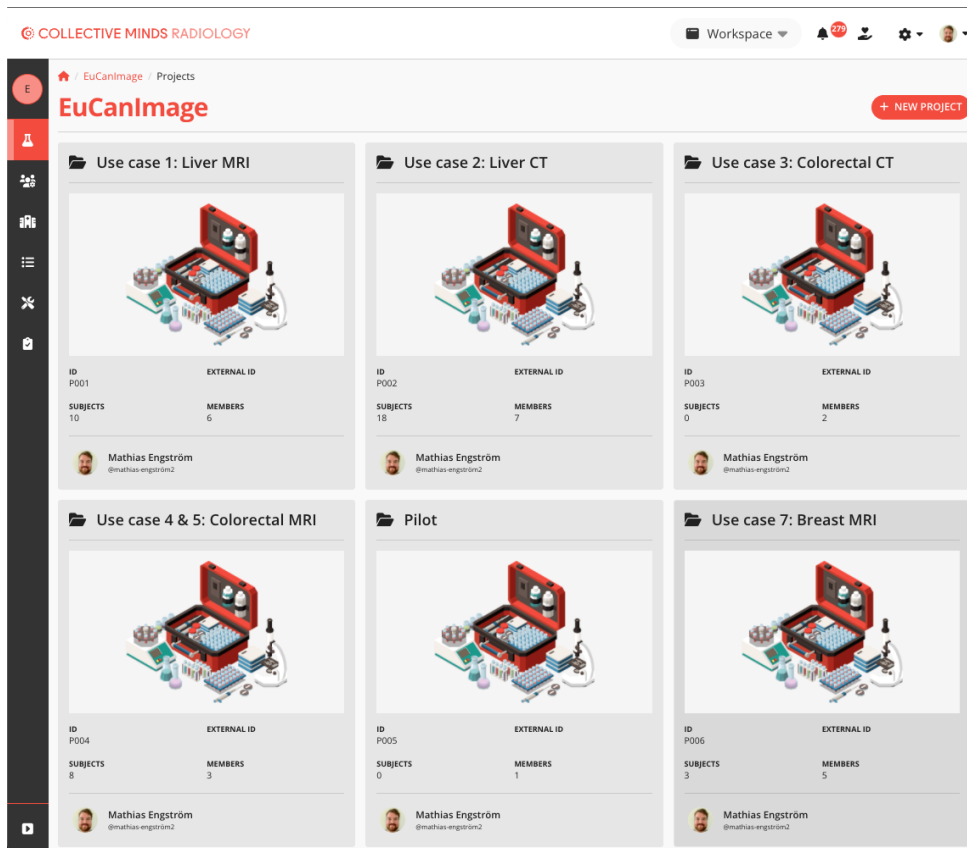 COLLECTIVE MINDS RADIOLOGY
Workspace
279
E
/ EuCanImage / Projects
EuCanImage
+ NEW PROJECT
Use case 1: Liver MRI
Use case 2: Liver CT
Use case 3: Colorectal CT
ID EXTERNAL ID
P001
SUBJECTS MEMBERS
10 6
Mathias Engström
@mathias-engström2
ID EXTERNAL ID
P002
SUBJECTS MEMBERS
18 7
Mathias Engström
@mathias-engström2
ID EXTERNAL ID
P003
SUBJECTS MEMBERS
0 2
Mathias Engström
@mathias-engström2
Use case 4 & 5: Colorectal MRI
Pilot
Use case 7: Breast MRI
ID EXTERNAL ID
P004
SUBJECTS MEMBERS
8 3
Mathias Engström
@mathias-engström2
ID EXTERNAL ID
P005
SUBJECTS MEMBERS
0 1
Mathias Engström
@mathias-engström2
ID EXTERNAL ID
P006
SUBJECTS MEMBERS
3 5
Mathias Engström
@mathias-engström2